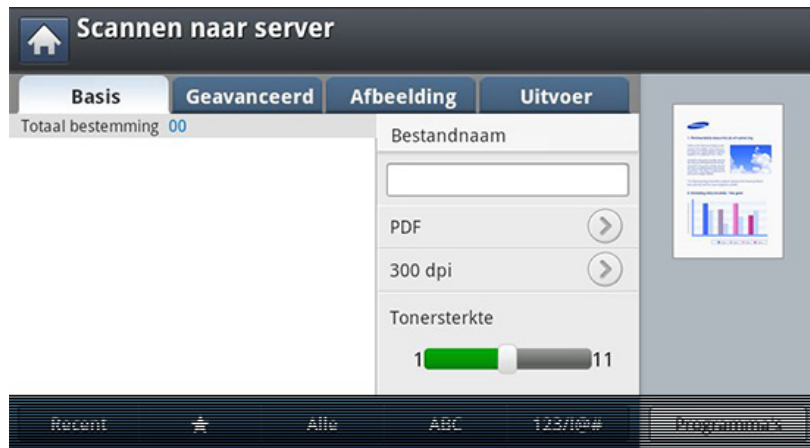 Scannen naar server
Basis Geavanceerd Afbeelding Uitvoer
Totaal bestemming 00
Bestandnaam
PDF
300 dpi
Tonersterkte
1 11
Recent Alle ABC 123/!@# Programma's